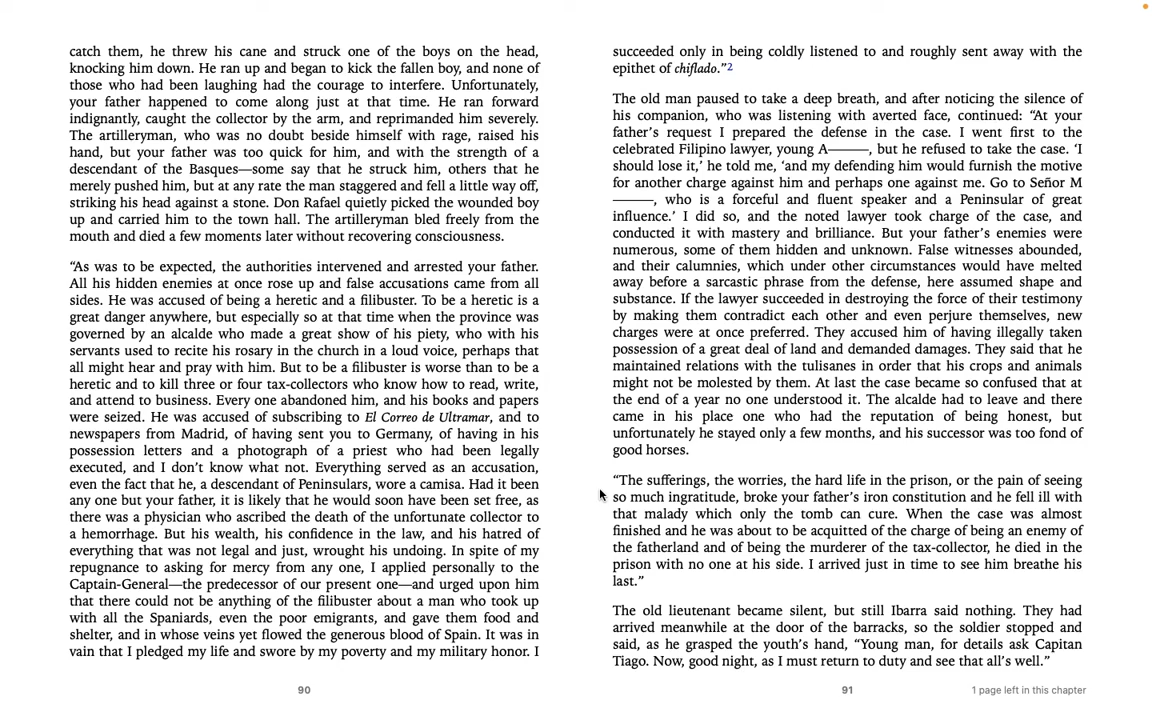 catch them, he threw his cane and struck one of the boys on the head,
knocking him down. He ran up and began to kick the fallen boy, and none of
those who had been laughing had the courage to interfere. Unfortunately,
your father happened to come along just at that time. He ran forward
indignantly, caught the collector by the arm, and reprimanded him severely.
The artilleryman, who was no doubt beside himself with rage, raised his
hand, but your father was too quick for him, and with the strength of a
descendant of the Basques—some say that he struck him, others that he
merely pushed him, but at any rate the man staggered and fell a little way off,
striking his head against a stone. Don Rafael quietly picked the wounded boy
up and carried him to the town hall. The artilleryman bled freely from the
mouth and died a few moments later without recovering consciousness.
“As was to be expected, the authorities intervened and arrested your father.
All his hidden enemies at once rose up and false accusations came from all
sides. He was accused of being a heretic and a filibuster. To be a heretic is a
great danger anywhere, but especially so at that time when the province was
governed by an alcalde who made a great show of his piety, who with his
servants used to recite his rosary in the church in a loud voice, perhaps that
all might hear and pray with him. But to be a filibuster is worse than to be a
heretic and to kill three or four tax-collectors who know how to read, write,
and attend to business. Every one abandoned him, and his books and papers
were seized. He was accused of subscribing to El Correo de Ultramar, and to
newspapers from Madrid, of having sent you to Germany, of having in his
possession letters and a photograph of a priest who had been legally
executed, and I don’t know what not. Everything served as an accusation,
even the fact that he, a descendant of Peninsulars, wore a camisa. Had it been
any one but your father, it is likely that he would soon have been set free, as
there was a physician who ascribed the death of the unfortunate collector to
a hemorrhage. But his wealth, his confidence in the law, and his hatred of
everything that was not legal and just, wrought his undoing. In spite of my
repugnance to asking for mercy from any one, I applied personally to the
Captain-General—the predecessor of our present one—and urged upon him
that there could not be anything of the filibuster about a man who took up
with all the Spaniards, even the poor emigrants, and gave them food and
shelter, and in whose veins yet flowed the generous blood of Spain. It was in
vain that I pledged my life and swore by my poverty and my military honor. I
90
succeeded only in being coldly listened to and roughly sent away with the
epithet of chiflado.”2
The old man paused to take a deep breath, and after noticing the silence of
his companion, who was listening with averted face, continued: “At your
father’s request I prepared the defense in the case. I went first to the
celebrated Filipino lawyer, young A———, but he refused to take the case. ‘I
should lose it,’ he told me, ‘and my defending him would furnish the motive
for another charge against him and perhaps one against me. Go to Señor M
———, who is a forceful and fluent speaker and a Peninsular of great
influence.’ I did so, and the noted lawyer took charge of the case, and
conducted it with mastery and brilliance. But your father’s enemies were
numerous, some of them hidden and unknown. False witnesses abounded,
and their calumnies, which under other circumstances would have melted
away before a sarcastic phrase from the defense, here assumed shape and
substance. If the lawyer succeeded in destroying the force of their testimony
by making them contradict each other and even perjure themselves, new
charges were at once preferred. They accused him of having illegally taken
possession of a great deal of land and demanded damages. They said that he
maintained relations with the tulisanes in order that his crops and animals
might not be molested by them. At last the case became so confused that at
the end of a year no one understood it. The alcalde had to leave and there
came in his place one who had the reputation of being honest, but
unfortunately he stayed only a few months, and his successor was too fond of
good horses.
“The sufferings, the worries, the hard life in the prison, or the pain of seeing
so much ingratitude, broke your father’s iron constitution and he fell ill with
that malady which only the tomb can cure. When the case was almost
finished and he was about to be acquitted of the charge of being an enemy of
the fatherland and of being the murderer of the tax-collector, he died in the
prison with no one at his side. I arrived just in time to see him breathe his
last.”
The old lieutenant became silent, but still Ibarra said nothing. They had
arrived meanwhile at the door of the barracks, so the soldier stopped and
said, as he grasped the youth’s hand, “Young man, for details ask Capitan
Tiago. Now, good night, as I must return to duty and see that all’s well.”
91
1 page left in this chapter